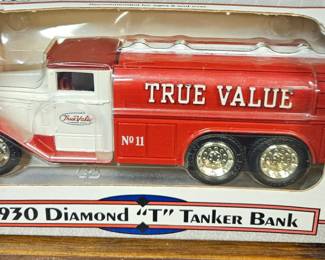 TRUE VALUE
True Value
No 11
1930 Diamond "T" Tanker Bank